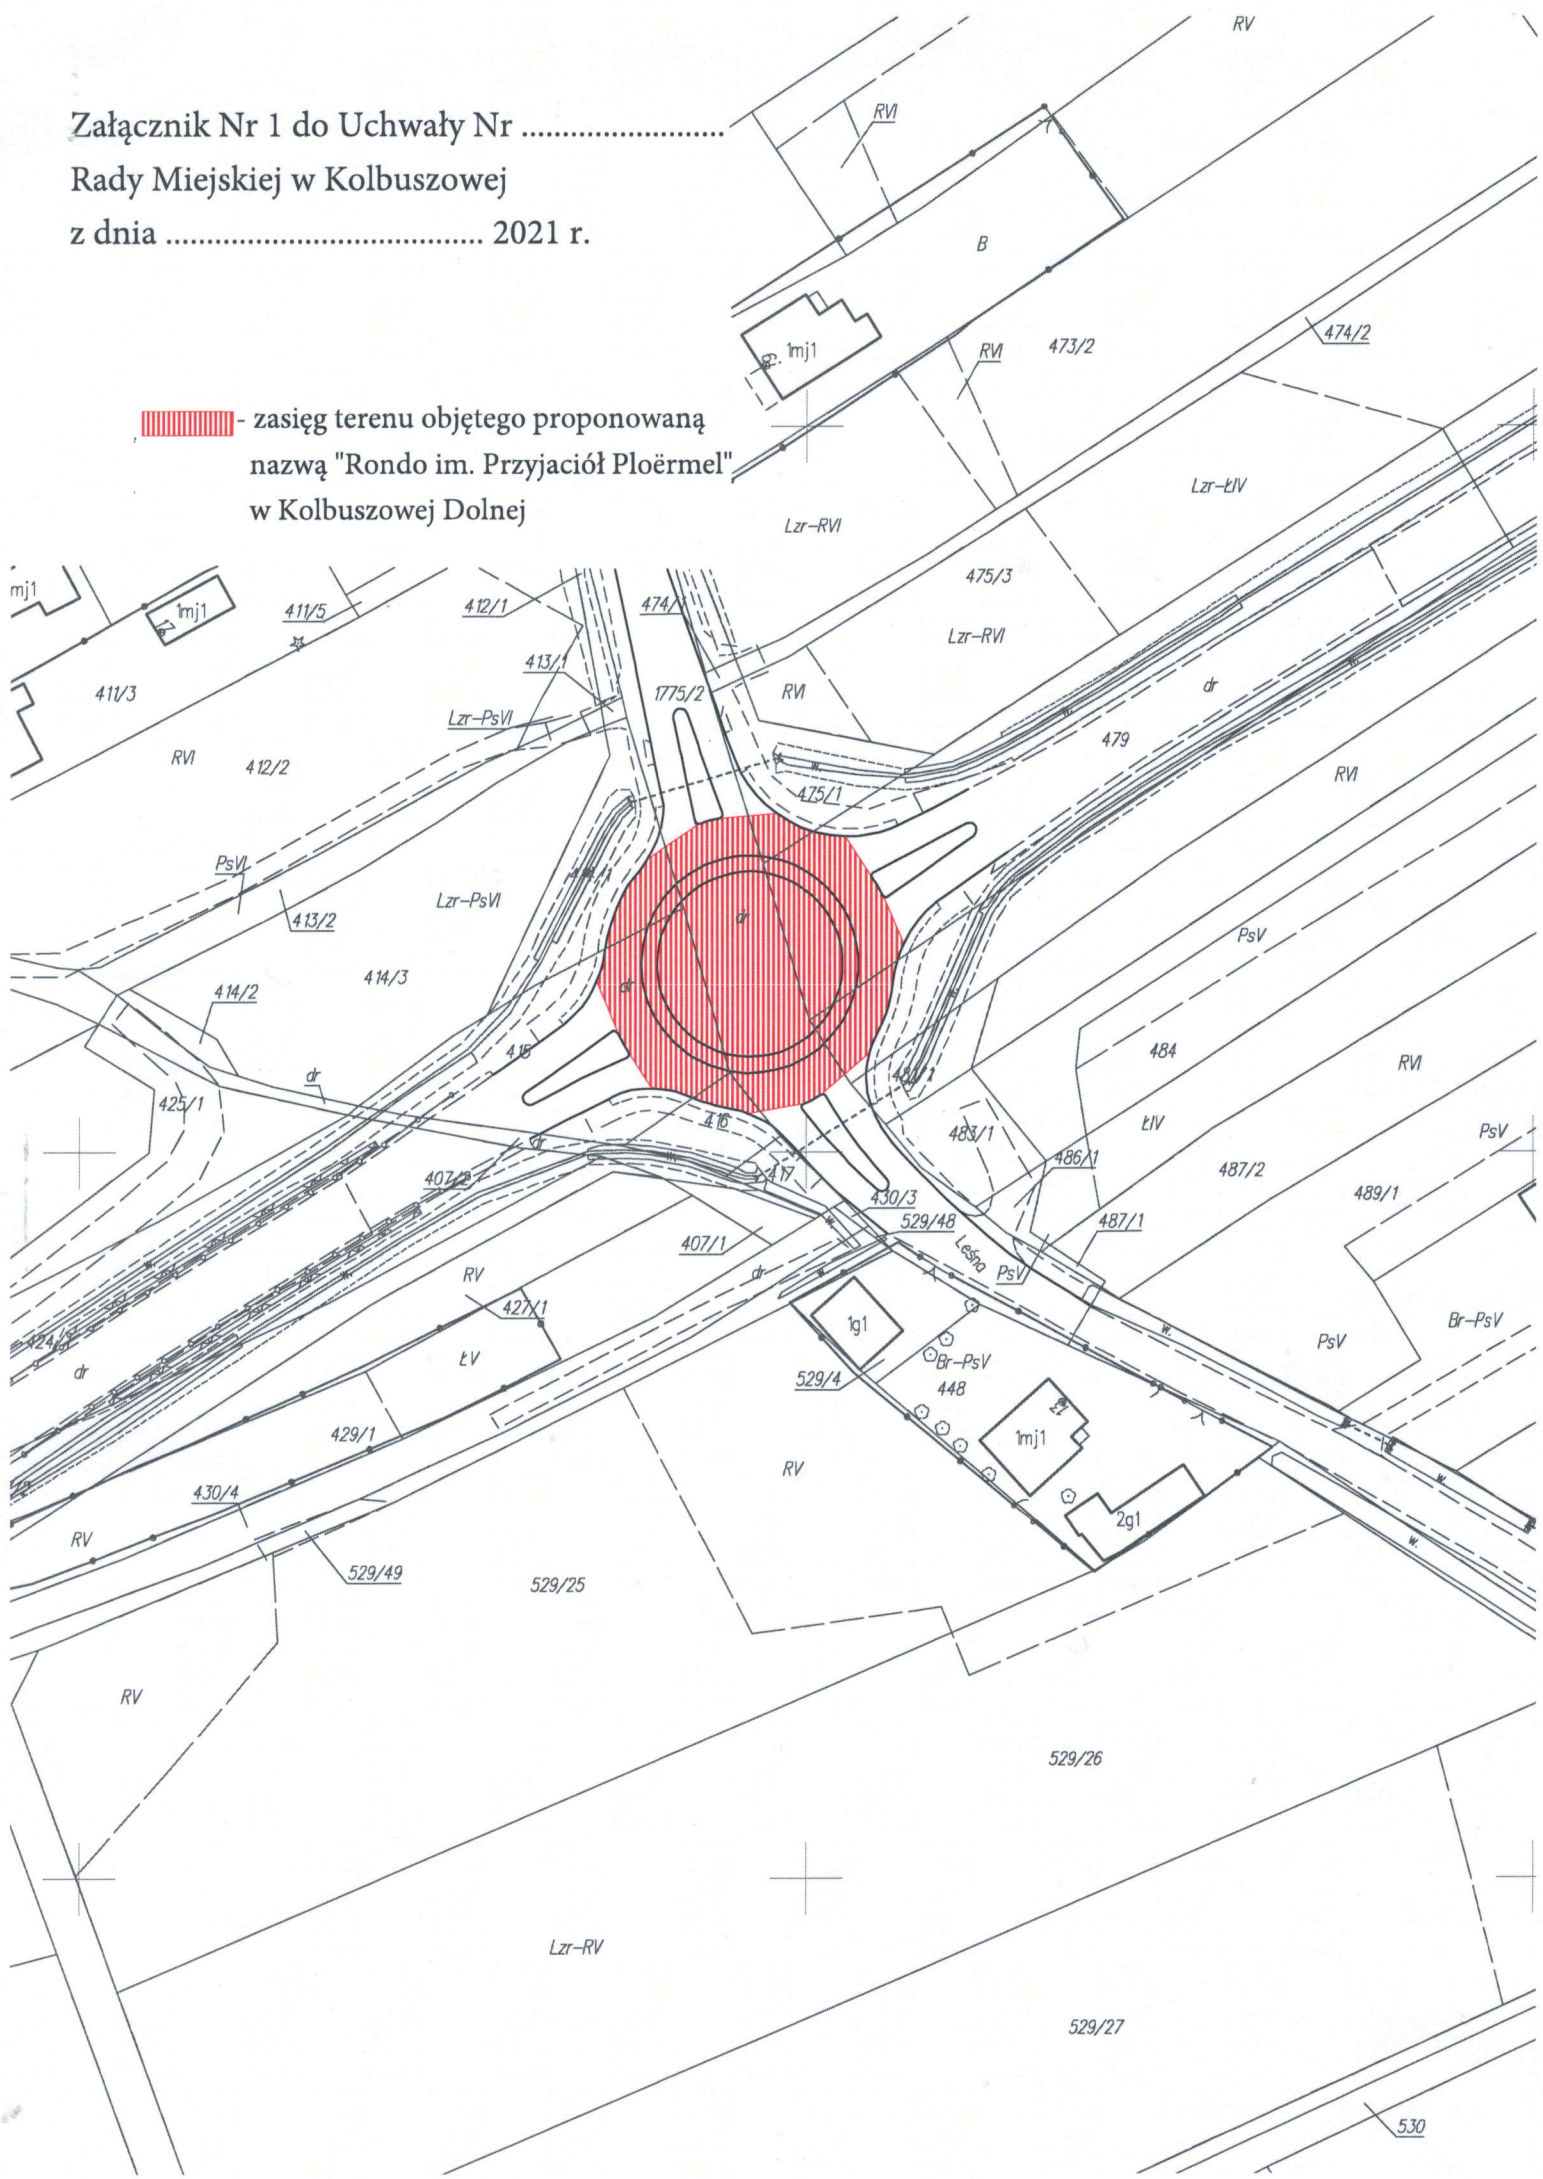 Załącznik Nr 1 do Uchwały Nr .........................
Rady Miejskiej w Kolbuszowej
z dnia ....................................... 2021 r.
- zasięg terenu objętego proponowaną
nazwą "Rondo im. Przyjaciół Ploërmel"
w Kolbuszowej Dolnej
RV
RVI
B
1mj1
RVI
473/2
474/2
Lzr-ŁIV
Lzr-RVI
475/3
Lzr-RVI
mj1
1mj1
411/5
412/1
474/1
413/1
411/3
1775/2
RVI
dr
Lzr-PsVI
479
RVI
412/2
w.
475/1
RVI
PsVI
Lzr-PsVI
413/2
dr
PsV
414/3
dr
414/2
415
484
RVI
dr
425/1
416
483/1
ŁIV
PsV
dr
407/2
417
486/1
487/2
489/1
430/3
529/48
487/1
407/1
Leśna
PsV
dr
RV
427/1
1g1
w.
PsV
Br-PsV
dr
ŁV
529/4
Br-PsV
448
429/1
1mj1
13
RV
w.
430/4
2g1
RV
w.
529/49
529/25
RV
529/26
Lzr-RV
529/27
530